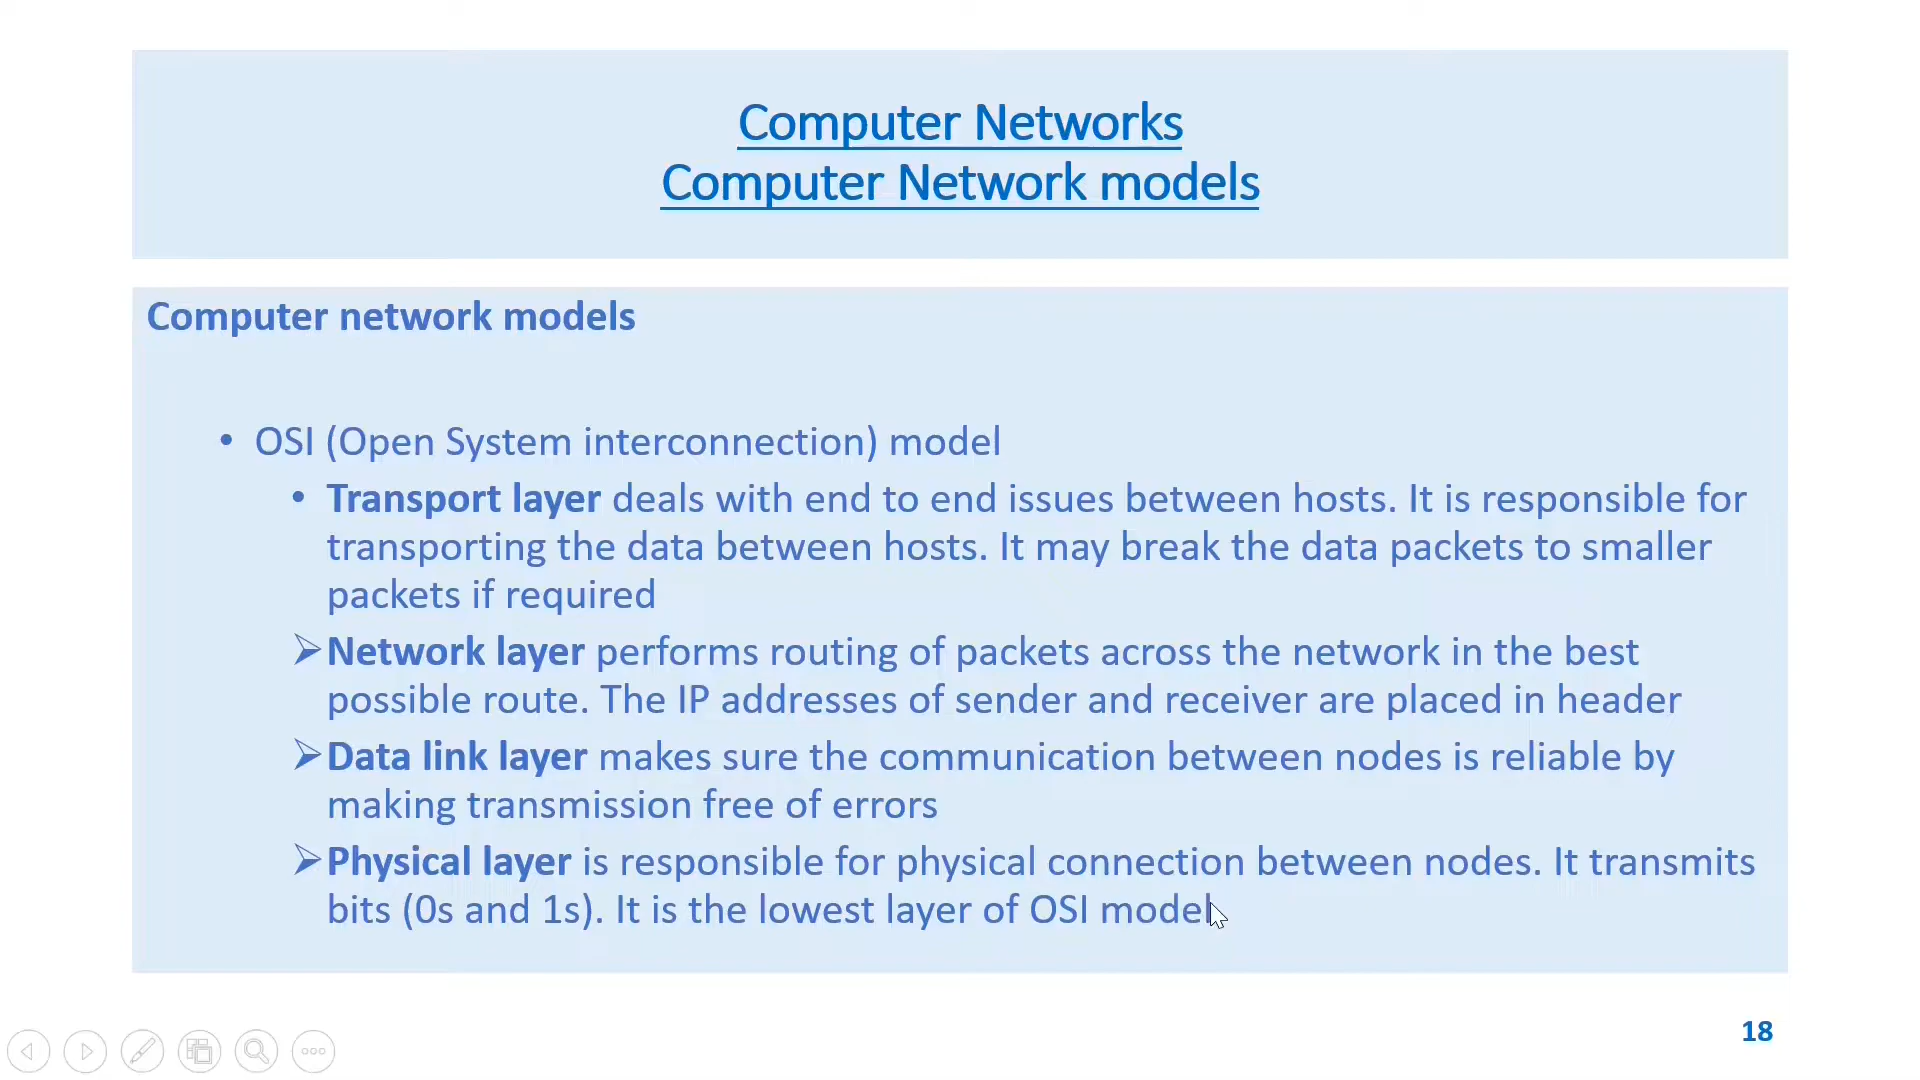 Computer Networks
Computer Network models
Computer network models
• OSI (Open System interconnection) model
• Transport layer deals with end to end issues between hosts. It is responsible for
transporting the data between hosts. It may break the data packets to smaller
packets if required
➢Network layer performs routing of packets across the network in the best
possible route. The IP addresses of sender and receiver are placed in header
➢Data link layer makes sure the communication between nodes is reliable by
making transmission free of errors
➢Physical layer is responsible for physical connection between nodes. It transmits
bits (0s and 1s). It is the lowest layer of OSI model
18